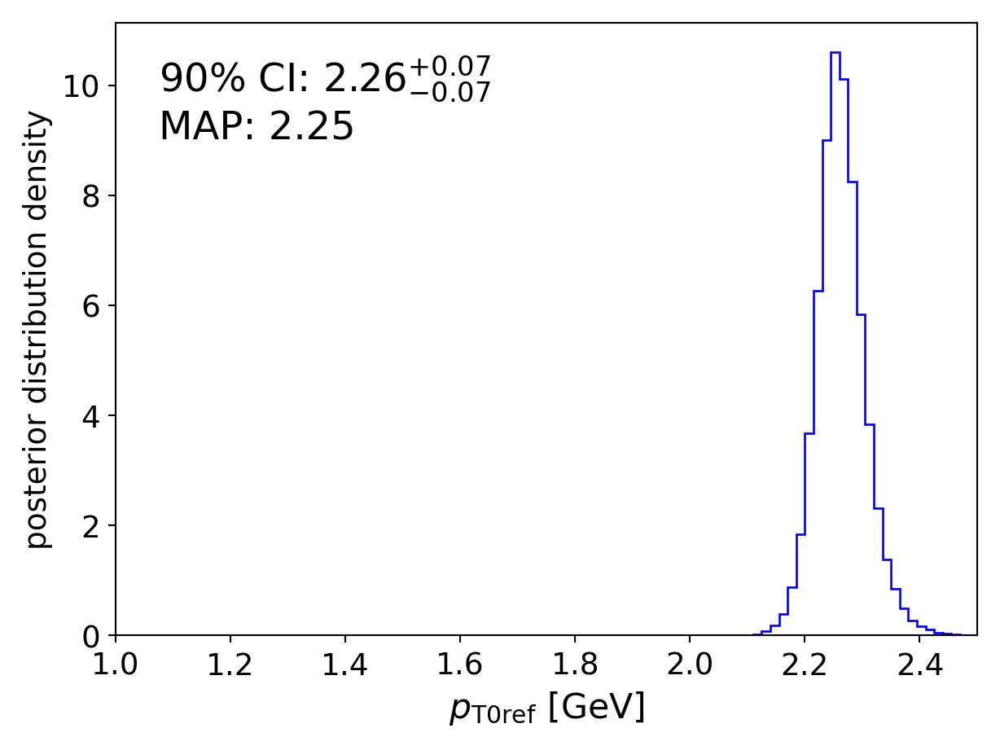 90% CI: 2.26+0.07−0.07
MAP: 2.25
posterior distribution density
10
8
6
4
2
0
1.0 1.2 1.4 1.6 1.8 2.0 2.2 2.4
pT0ref [GeV]